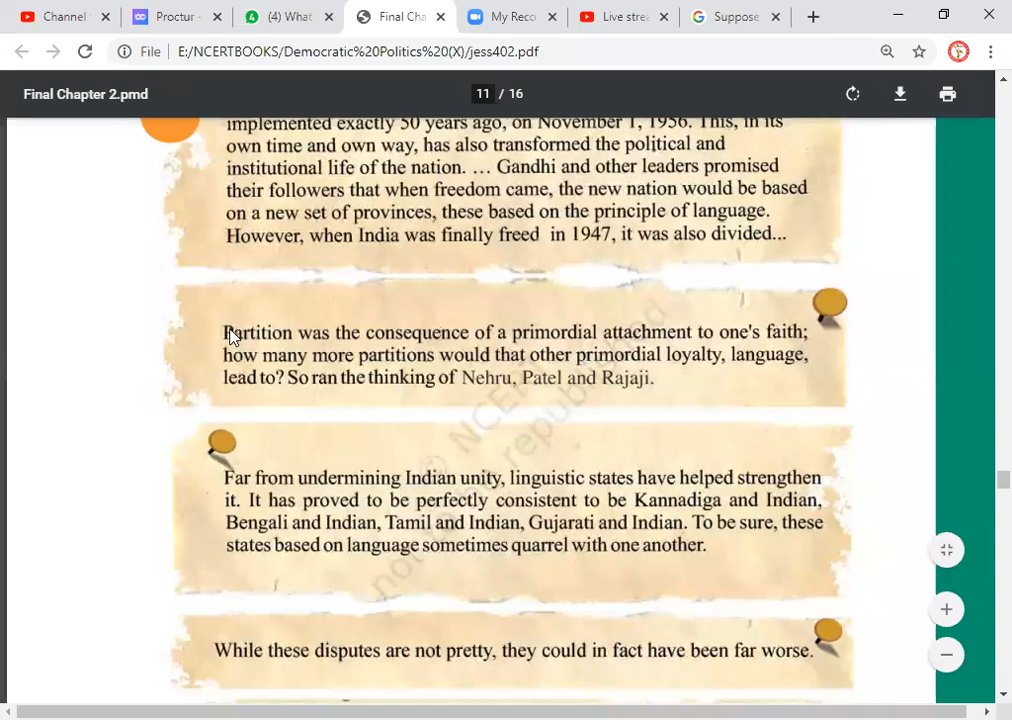 Channel
Proctur -
(4) What
Final Cha
My Reco
Live strea
Suppose
File
E:/NCERTBOOKS/Democratic%20Politics%20(X)/jess402.pdf
Final Chapter 2.pmd
11 / 16
implemented exactly 50 years ago, on November 1, 1956. This, in its
own time and own way, has also transformed the political and
institutional life of the nation. … Gandhi and other leaders promised
their followers that when freedom came, the new nation would be based
on a new set of provinces, these based on the principle of language.
However, when India was finally freed in 1947, it was also divided...
Partition was the consequence of a primordial attachment to one's faith;
how many more partitions would that other primordial loyalty, language,
lead to? So ran the thinking of Nehru, Patel and Rajaji.
Far from undermining Indian unity, linguistic states have helped strengthen
it. It has proved to be perfectly consistent to be Kannadiga and Indian,
Bengali and Indian, Tamil and Indian, Gujarati and Indian. To be sure, these
states based on language sometimes quarrel with one another.
While these disputes are not pretty, they could in fact have been far worse.
© NCERT
not to be republished